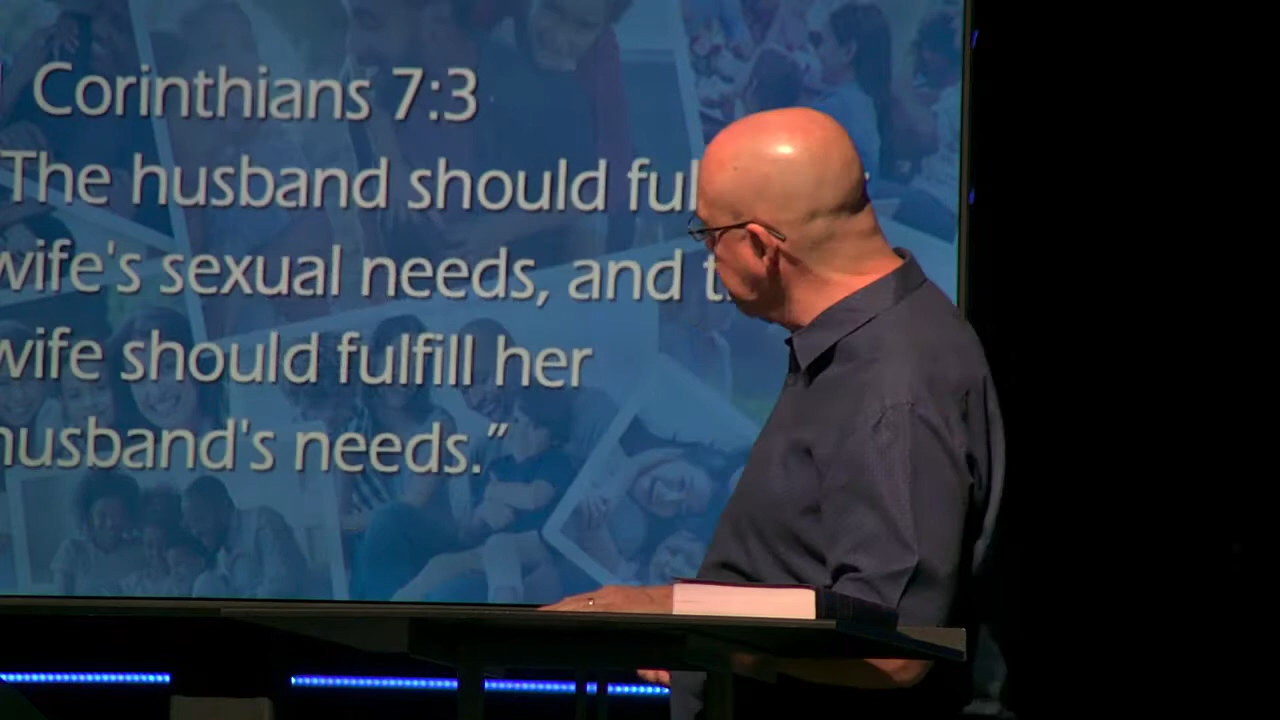 Corinthians 7:3
The husband should ful
wife's sexual needs, and t
wife should fulfill her
husband's needs.”